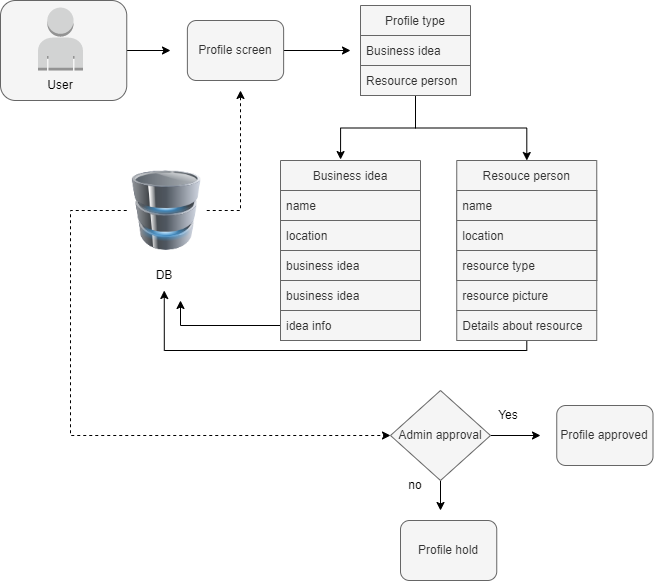 User
Profile screen
Profile type
Business idea
Resource person
Business idea
name
location
business idea
business idea
idea info
Resouce person
name
location
resource type
resource picture
Details about resource
DB
Admin approval
Yes
Profile approved
no
Profile hold